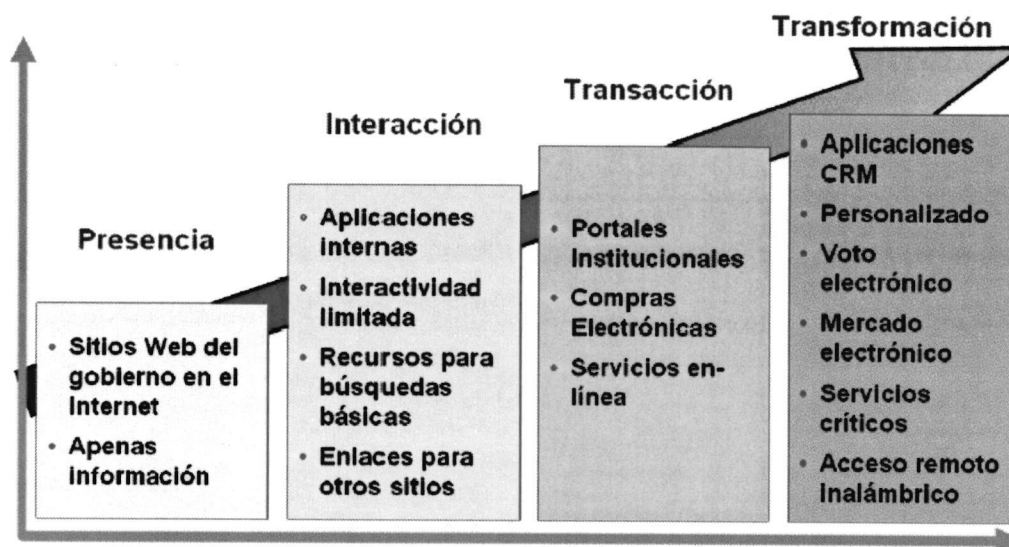 Presencia
• Sitios Web del
gobierno en el
Internet
• Apenas
información
Interacción
• Aplicaciones
internas
• Interactividad
limitada
• Recursos para
búsquedas
básicas
• Enlaces para
otros sitios
Transacción
• Portales
Institucionales
• Compras
Electrónicas
• Servicios en-
línea
Transformación
• Aplicaciones
CRM
• Personalizado
• Voto
electrónico
• Mercado
electrónico
• Servicios
críticos
• Acceso remoto
inalámbrico